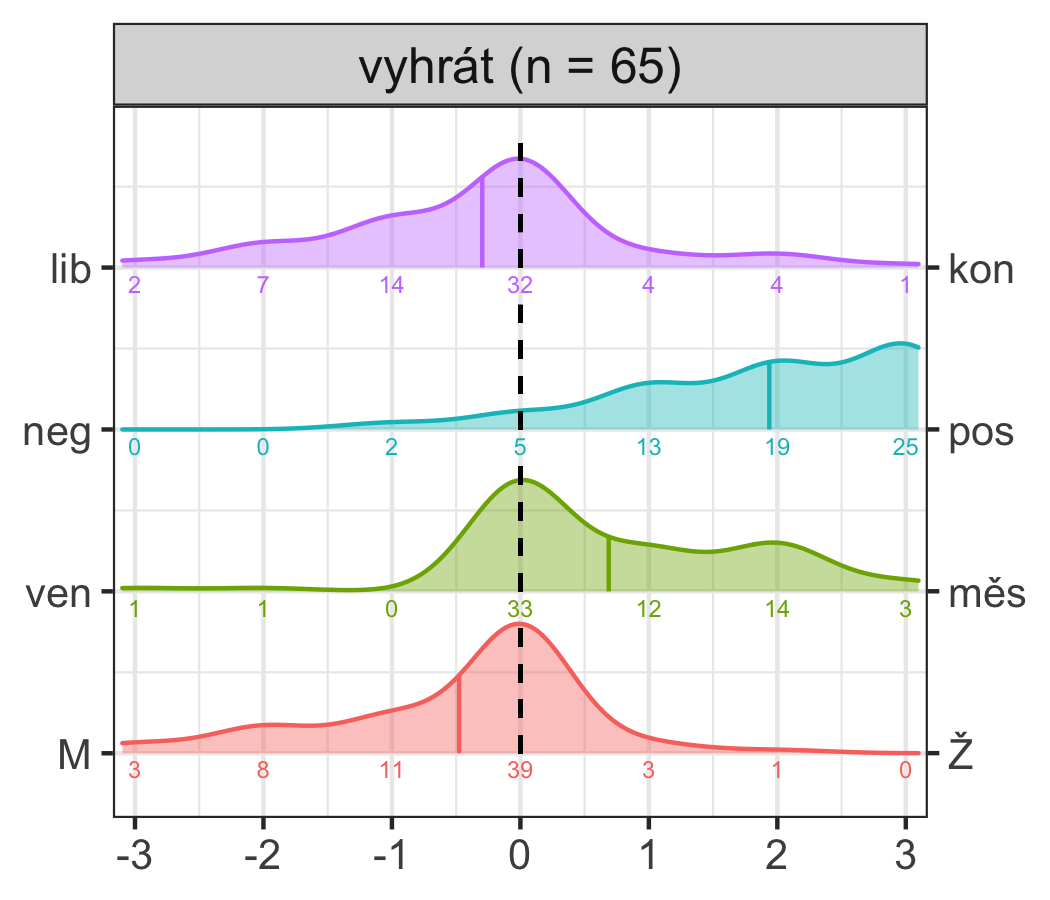 vyhrát (n = 65)
lib kon
2 7 14 32 4 4 1
neg pos
0 0 2 5 13 19 25
ven měs
1 1 0 33 12 14 3
M Ž
3 8 11 39 3 1 0
-3 -2 -1 0 1 2 3